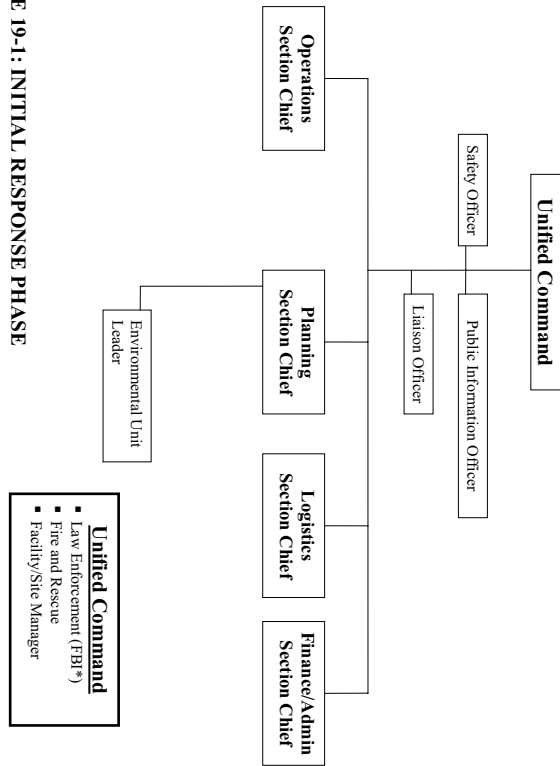 Unified Command
Safety Officer
Public Information Officer
Liaison Officer
Operations
Section Chief
Planning
Section Chief
Logistics
Section Chief
Finance/Admin
Section Chief
Environmental Unit
Leader
Unified Command
▪ Law Enforcement (FBI*)
▪ Fire and Rescue
▪ Facility/Site Manager
E 19-1: INITIAL RESPONSE PHASE